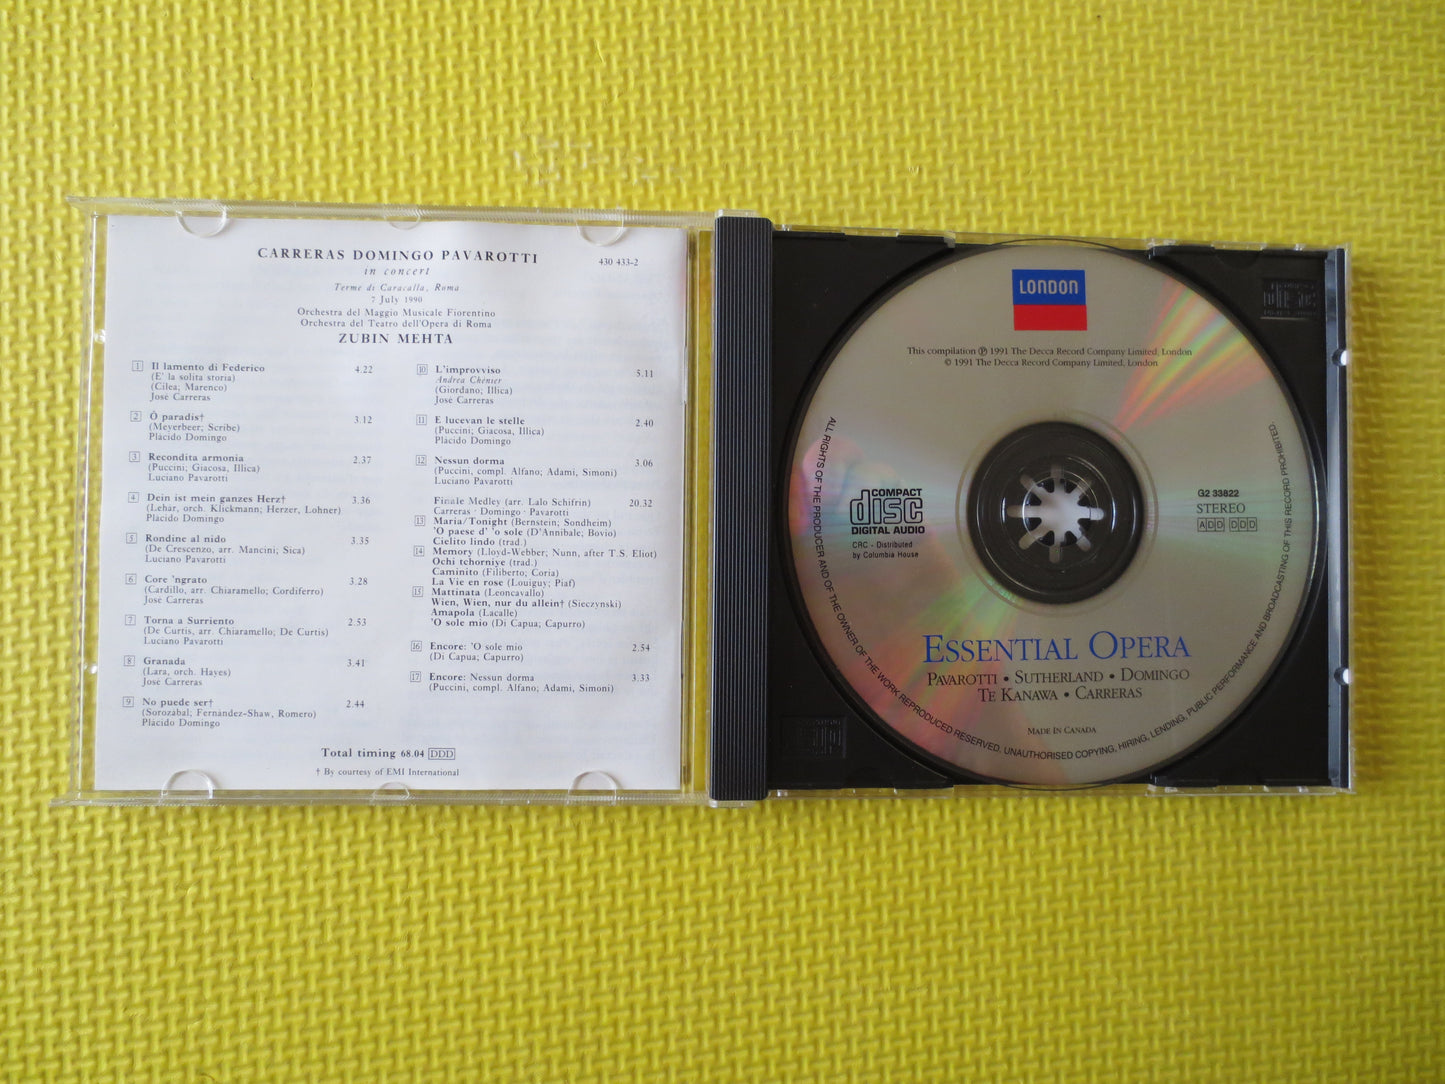 CARRERAS DOMINGO PAVAROTTI
430 433-2
in concert
Terme di Caracalla, Roma
7 July 1990
Orchestra del Maggio Musicale Fiorentino
Orchestra del Teatro dell'Opera di Roma
ZUBIN MEHTA
1 Il lamento di Federico 4.22
(E' la solita storia)
(Cilea; Marenco)
José Carreras
2 Ô paradis† 3.12
(Meyerbeer; Scribe)
Plácido Domingo
3 Recondita armonia 2.37
(Puccini; Giacosa, Illica)
Luciano Pavarotti
4 Dein ist mein ganzes Herz† 3.36
(Lehár, orch. Klickmann; Herzer, Lohner)
Plácido Domingo
5 Rondine al nido 3.35
(De Crescenzo, arr. Mancini; Sica)
Luciano Pavarotti
6 Core 'ngrato 3.28
(Cardillo, arr. Chiaramello; Cordiferro)
José Carreras
7 Torna a Surriento 2.53
(De Curtis, arr. Chiaramello; De Curtis)
Luciano Pavarotti
8 Granada 3.41
(Lara, orch. Hayes)
José Carreras
9 No puede ser† 2.44
(Sorozábal; Fernández-Shaw, Romero)
Plácido Domingo
10 L'improvviso 5.11
Andrea Chénier
(Giordano; Illica)
José Carreras
11 E lucevan le stelle 2.40
(Puccini; Giacosa, Illica)
Plácido Domingo
12 Nessun dorma 3.06
(Puccini, compl. Alfano; Adami, Simoni)
Luciano Pavarotti
Finale Medley (arr. Lalo Schifrin) 20.32
Carreras · Domingo · Pavarotti
13 Maria/Tonight (Bernstein; Sondheim)
'O paese d' 'o sole (D'Annibale; Bovio)
Cielito lindo (trad.)
14 Memory (Lloyd-Webber; Nunn, after T.S. Eliot)
Ochi tchorniye (trad.)
Caminito (Filiberto; Coria)
La Vie en rose (Louiguy; Piaf)
15 Mattinata (Leoncavallo)
Wien, Wien, nur du allein† (Sieczynski)
Amapola (Lacalle)
'O sole mio (Di Capua; Capurro)
16 Encore: 'O sole mio 2.54
(Di Capua; Capurro)
17 Encore: Nessun dorma 3.33
(Puccini, compl. Alfano; Adami, Simoni)
Total timing 68.04 DDD
† By courtesy of EMI International
LONDON
This compilation ℗ 1991 The Decca Record Company Limited, London
© 1991 The Decca Record Company Limited, London
COMPACT
disc
DIGITAL AUDIO
CRC - Distributed
by Columbia House
G2 33822
STEREO
ADD DDD
ESSENTIAL OPERA
PAVAROTTI • SUTHERLAND • DOMINGO
TE KANAWA • CARRERAS
MADE IN CANADA
ALL RIGHTS OF THE PRODUCER AND OF THE OWNER OF THE WORK REPRODUCED RESERVED. UNAUTHORISED COPYING, HIRING, LENDING, PUBLIC PERFORMANCE AND BROADCASTING OF THIS RECORD PROHIBITED.